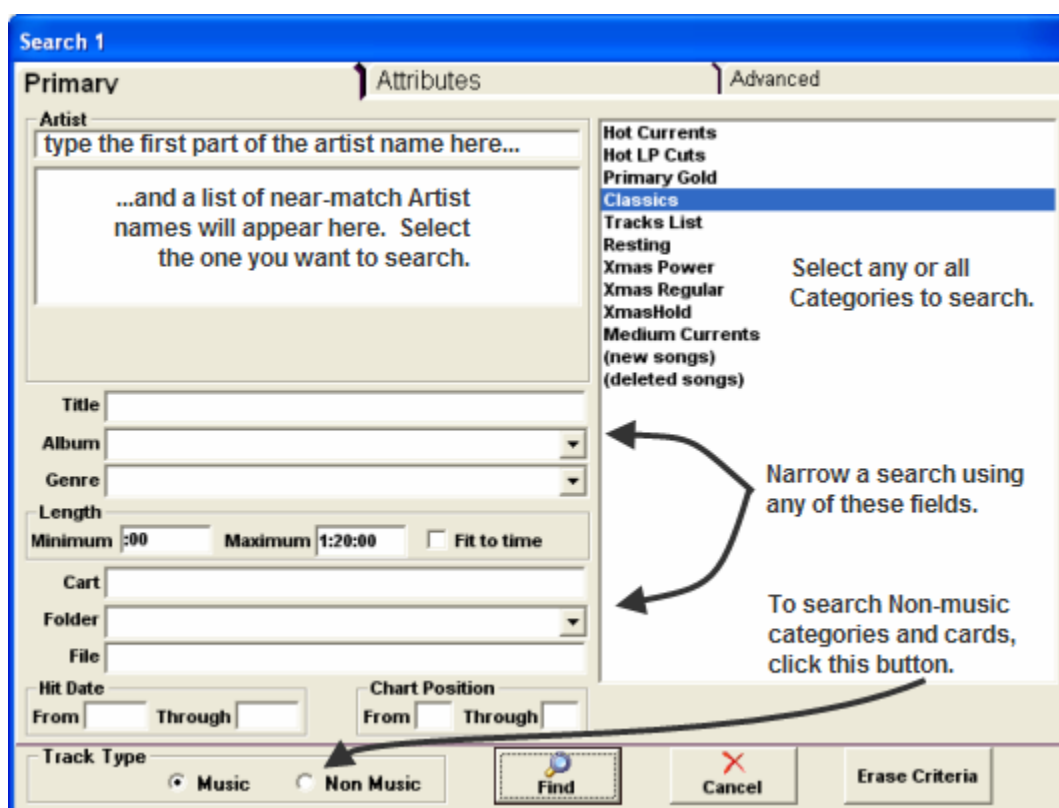 Search 1
Primary
Attributes
Advanced
Artist
type the first part of the artist name here...
...and a list of near-match Artist
names will appear here. Select
the one you want to search.
Title
Album
Genre
Length
Minimum :00 Maximum 1:20:00 Fit to time
Cart
Folder
File
Hit Date
From Through
Chart Position
From Through
Hot Currents
Hot LP Cuts
Primary Gold
Classics
Tracks List
Resting
Xmas Power
Xmas Regular
XmasHold
Medium Currents
(new songs)
(deleted songs)
Select any or all
Categories to search.
Narrow a search using
any of these fields.
To search Non-music
categories and cards,
click this button.
Track Type
Music Non Music
Find
Cancel
Erase Criteria